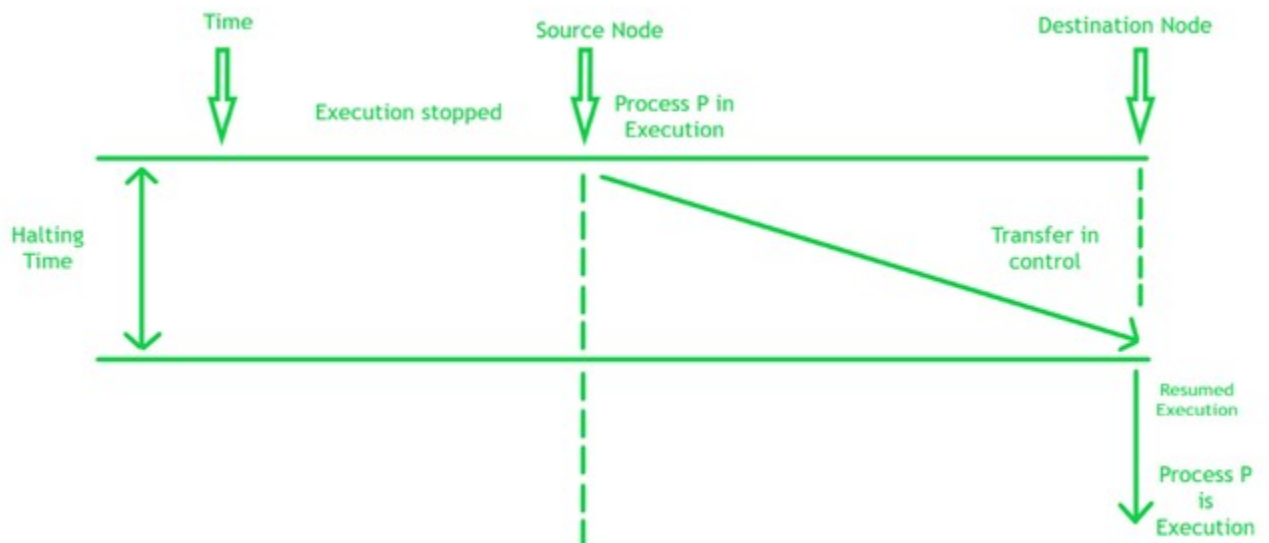 Time
Source Node
Destination Node
Execution stopped
Process P in
Execution
Halting
Time
Transfer in
control
Resumed
Execution
Process P
is
Execution